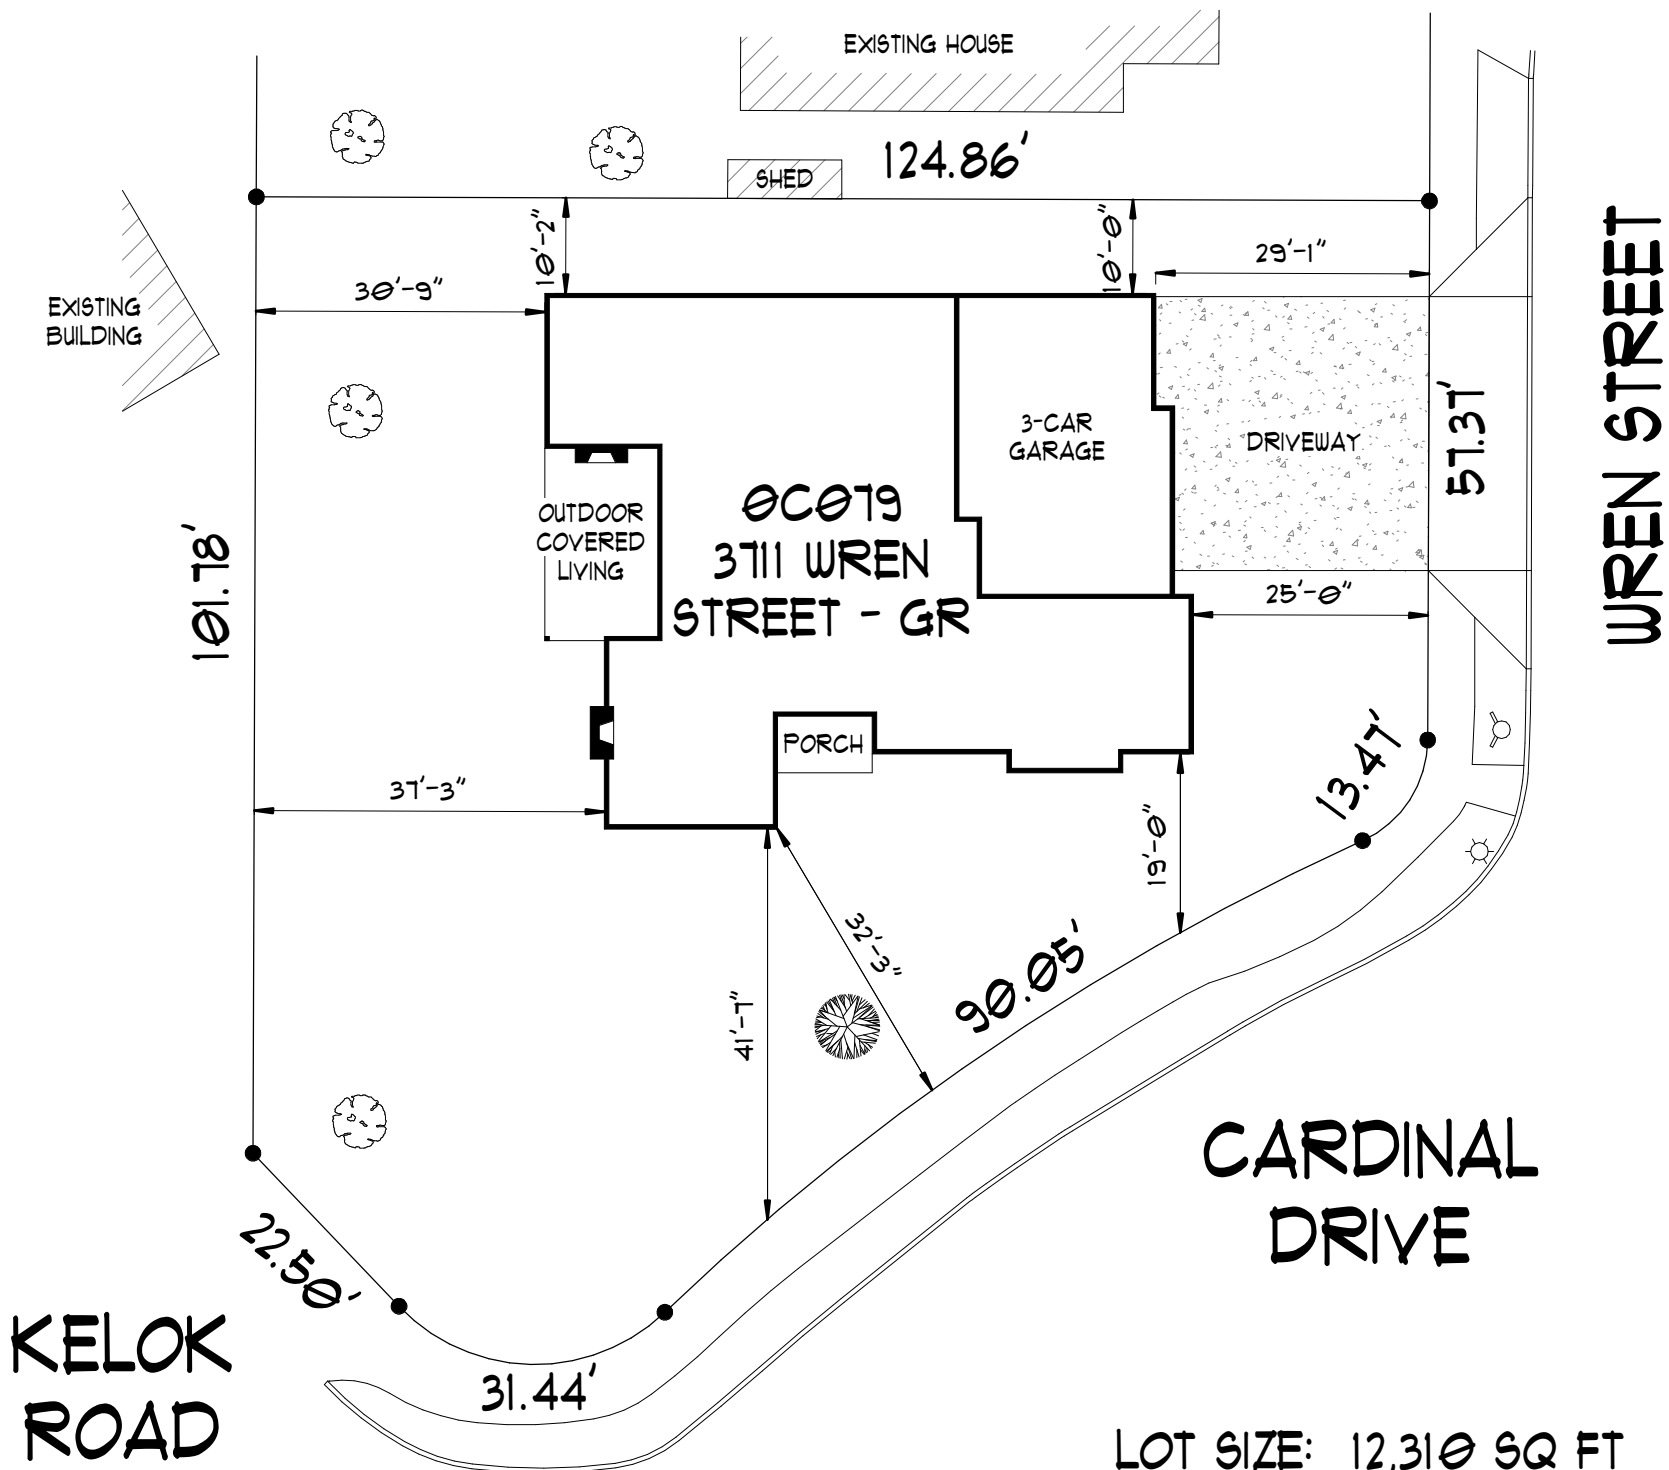 EXISTING HOUSE
124.86'
SHED
10'-2"
10'-0"
29'-1"
30'-9"
EXISTING
BUILDING
WREN STREET
3-CAR
GARAGE
DRIVEWAY
57.37'
OUTDOOR
COVERED
LIVING
0C079
3711 WREN
STREET - GR
101.78'
25'-0"
PORCH
37'-3"
13.47'
19'-0"
32'-3"
90.05'
41'-7"
CARDINAL
DRIVE
22.50'
KELOK
ROAD
31.44'
LOT SIZE: 12,310 SQ FT